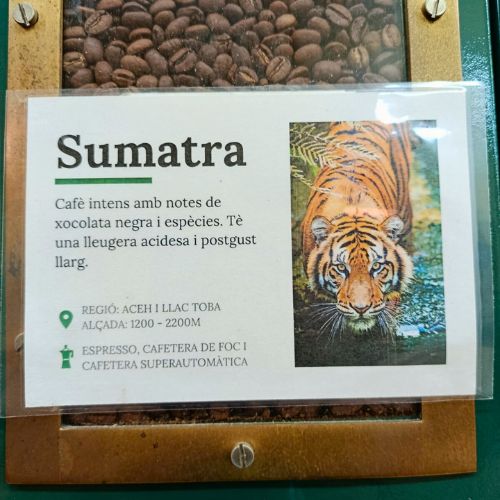 Sumatra
Cafè intens amb notes de
xocolata negra i espècies. Tè
una lleugera acidesa i postgust
llarg.
REGIÓ: ACEH I LLAC TOBA
ALÇADA: 1200 - 2200M
ESPRESSO, CAFETERA DE FOC I
CAFETERA SUPERAUTOMÀTICA